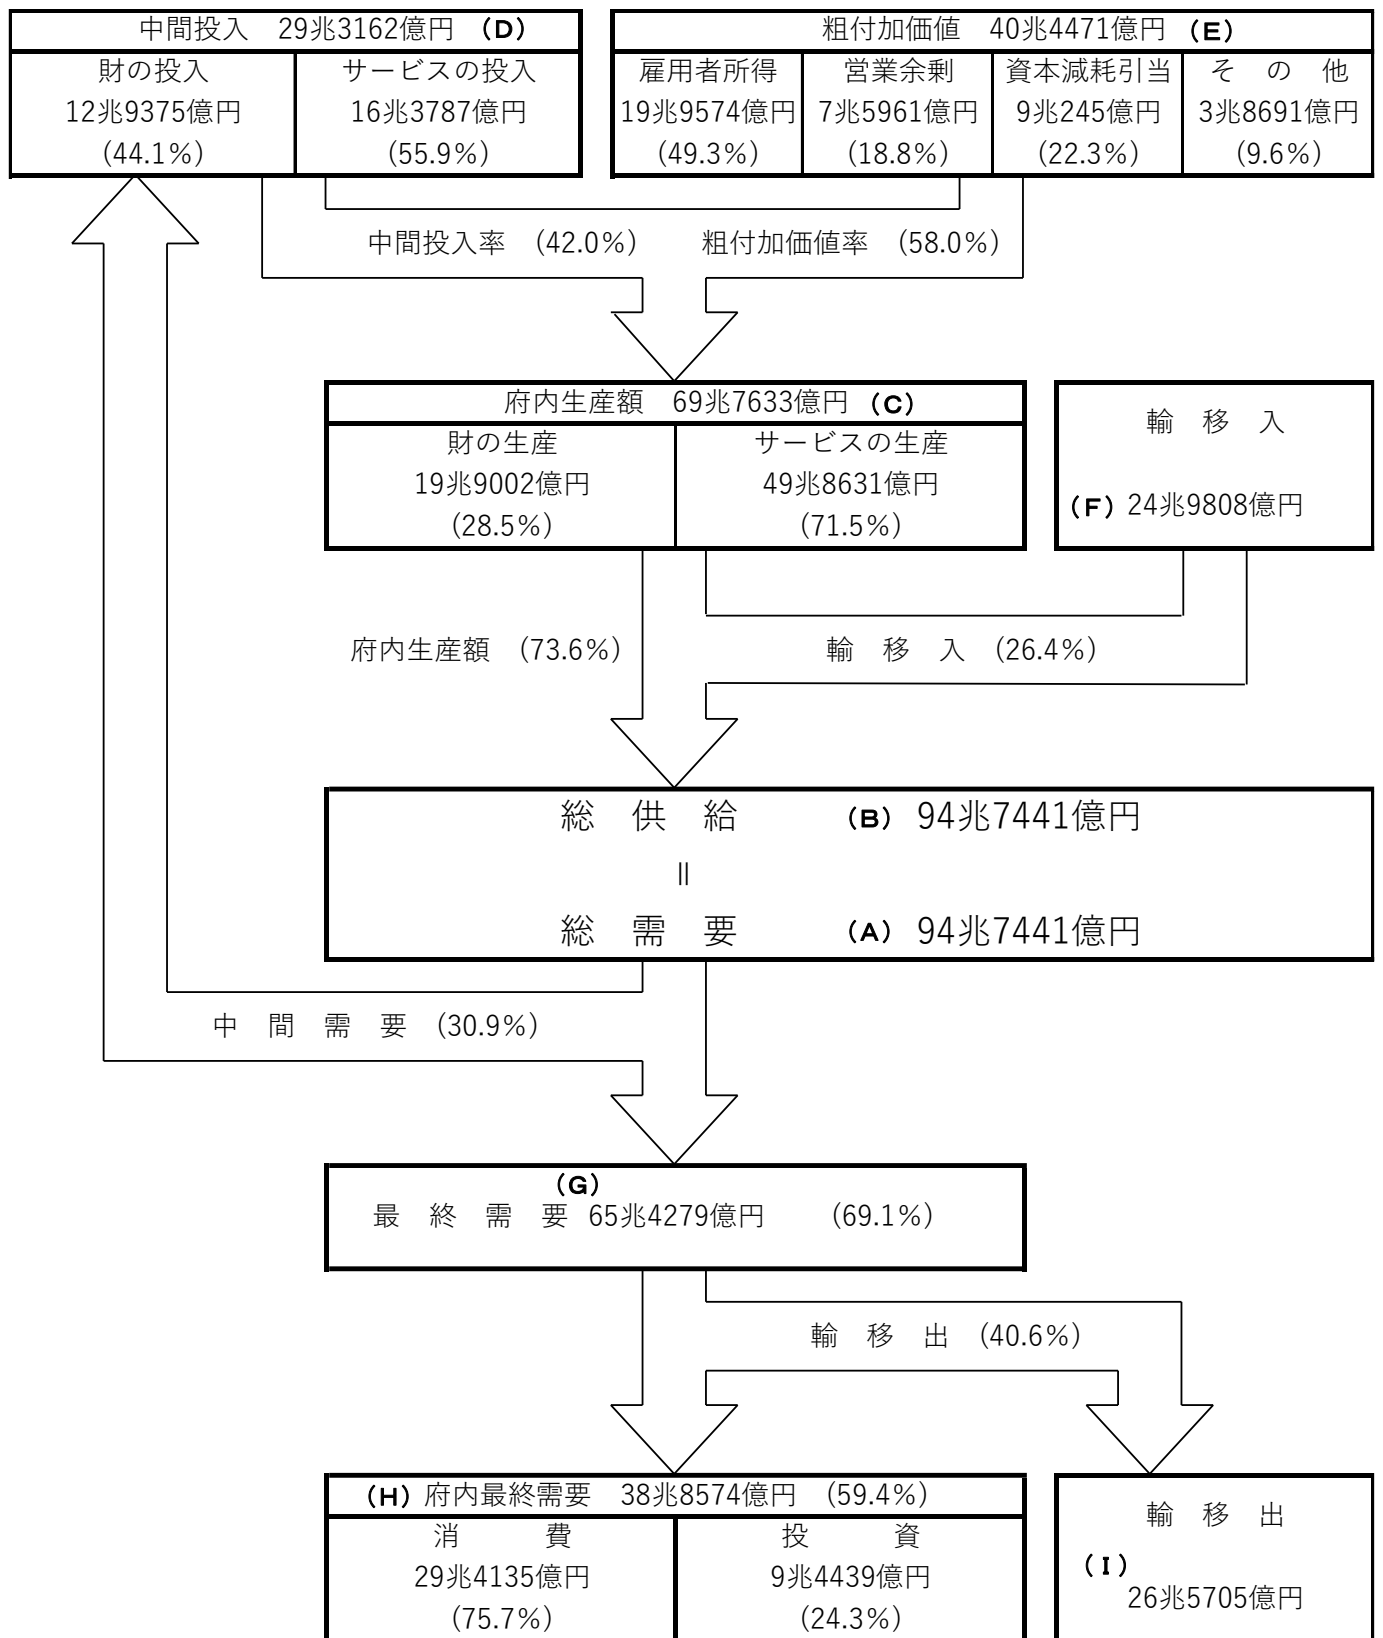 中間投入 29兆3162億円 (D)
粗付加価値 40兆4471億円 (E)
財の投入 サービスの投入 雇用者所得 営業余剰 資本減耗引当 そ の 他
12兆9375億円 16兆3787億円 19兆9574億円 7兆5961億円 9兆245億円 3兆8691億円
(44.1%) (55.9%) (49.3%) (18.8%) (22.3%) (9.6%)
中間投入率 (42.0%) 粗付加価値率 (58.0%)
府内生産額 69兆7633億円 (C)
財の生産 サービスの生産
19兆9002億円 49兆8631億円
(28.5%) (71.5%)
輸 移 入
(F) 24兆9808億円
府内生産額 (73.6%) 輸 移 入 (26.4%)
総 供 給 (B) 94兆7441億円
॥
総 需 要 (A) 94兆7441億円
中 間 需 要 (30.9%)
(G)
最 終 需 要 65兆4279億円 (69.1%)
輸 移 出 (40.6%)
(H) 府内最終需要 38兆8574億円 (59.4%)
消 費 投 資
29兆4135億円 9兆4439億円
(75.7%) (24.3%)
輸 移 出
(I)
26兆5705億円